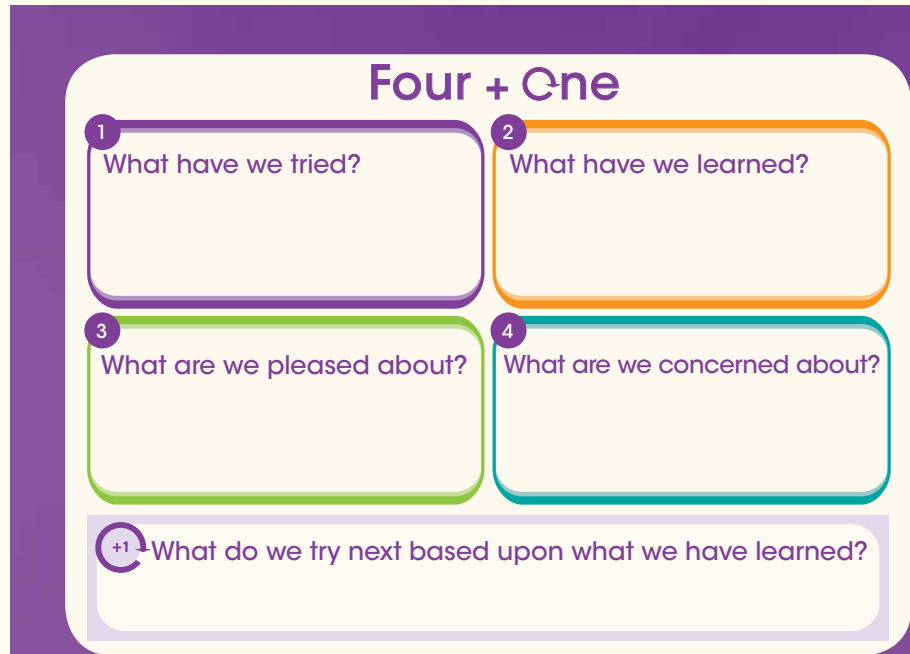 Four + One
1
What have we tried?
2
What have we learned?
3
What are we pleased about?
4
What are we concerned about?
+1
What do we try next based upon what we have learned?